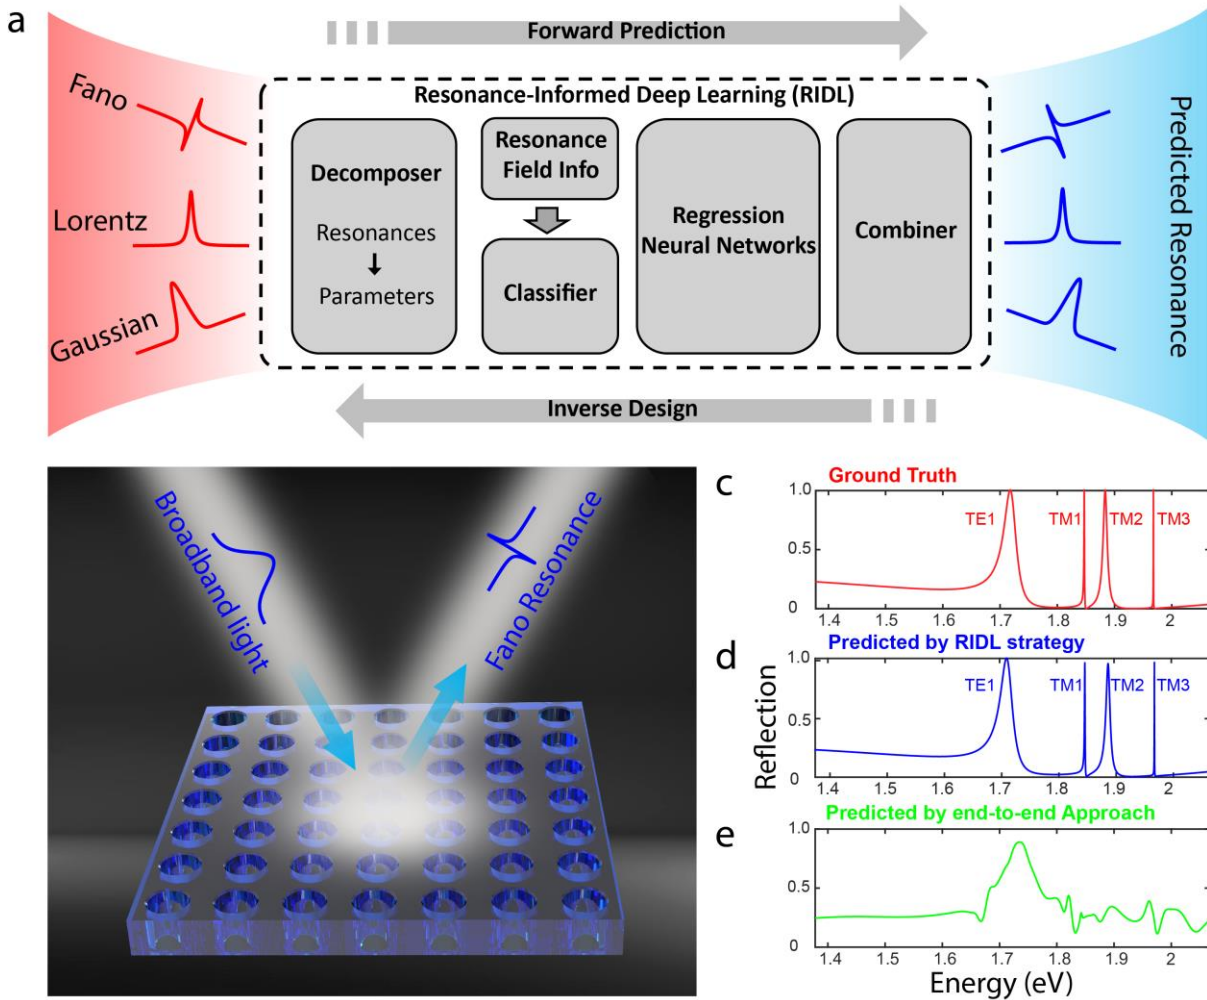 a
Forward Prediction
Resonance-Informed Deep Learning (RIDL)
Fano
Lorentz
Gaussian
Decomposer
Resonances
Parameters
Resonance
Field Info
Classifier
Regression
Neural Networks
Combiner
Predicted Resonance
Inverse Design
Broadband light
Fano Resonance
c
Ground Truth
1.0
0.5
0
TE1
TM1
TM2
TM3
1.4 1.5 1.6 1.7 1.8 1.9 2
d
Predicted by RIDL strategy
1.0
0.5
0
TE1
TM1
TM2
TM3
1.4 1.5 1.6 1.7 1.8 1.9 2
Reflection
e
Predicted by end-to-end Approach
1.0
0.5
0
1.4 1.5 1.6 1.7 1.8 1.9 2
Energy (eV)